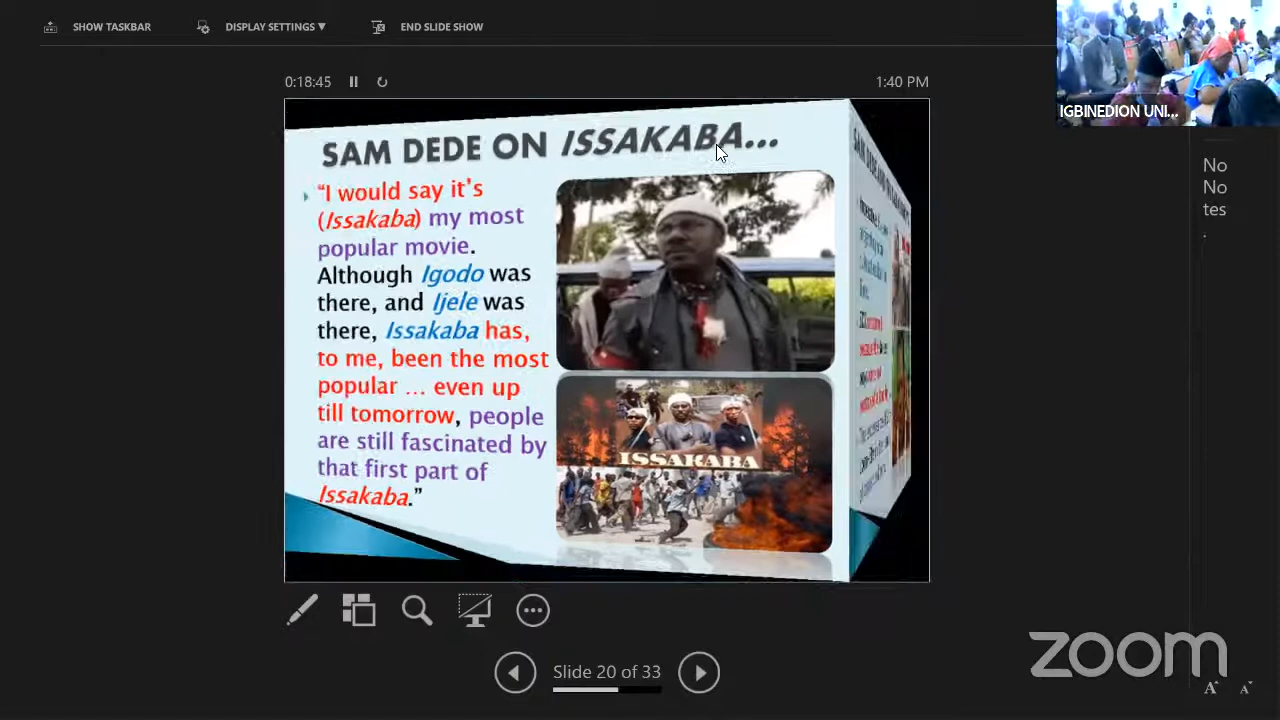 SHOW TASKBAR
DISPLAY SETTINGS ▼
END SLIDE SHOW
IGBINEDION UNI...
0:18:45
1:40 PM
No
No
tes
.
SAM DEDE ON ISSAKABA...
“I would say it's
(Issakaba) my most
popular movie.
Although Igodo was
there, and Ijele was
there, Issakaba has,
to me, been the most
popular … even up
till tomorrow, people
are still fascinated by
that first part of
Issakaba.”
ISSAKABA
Slide 20 of 33
zoom
A A